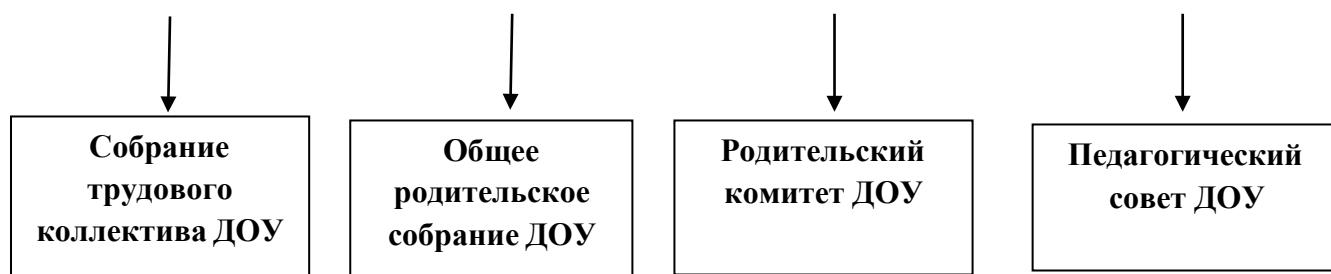 Собрание
трудового
коллектива ДОУ
Общее
родительское
собрание ДОУ
Родительский
комитет ДОУ
Педагогический
совет ДОУ